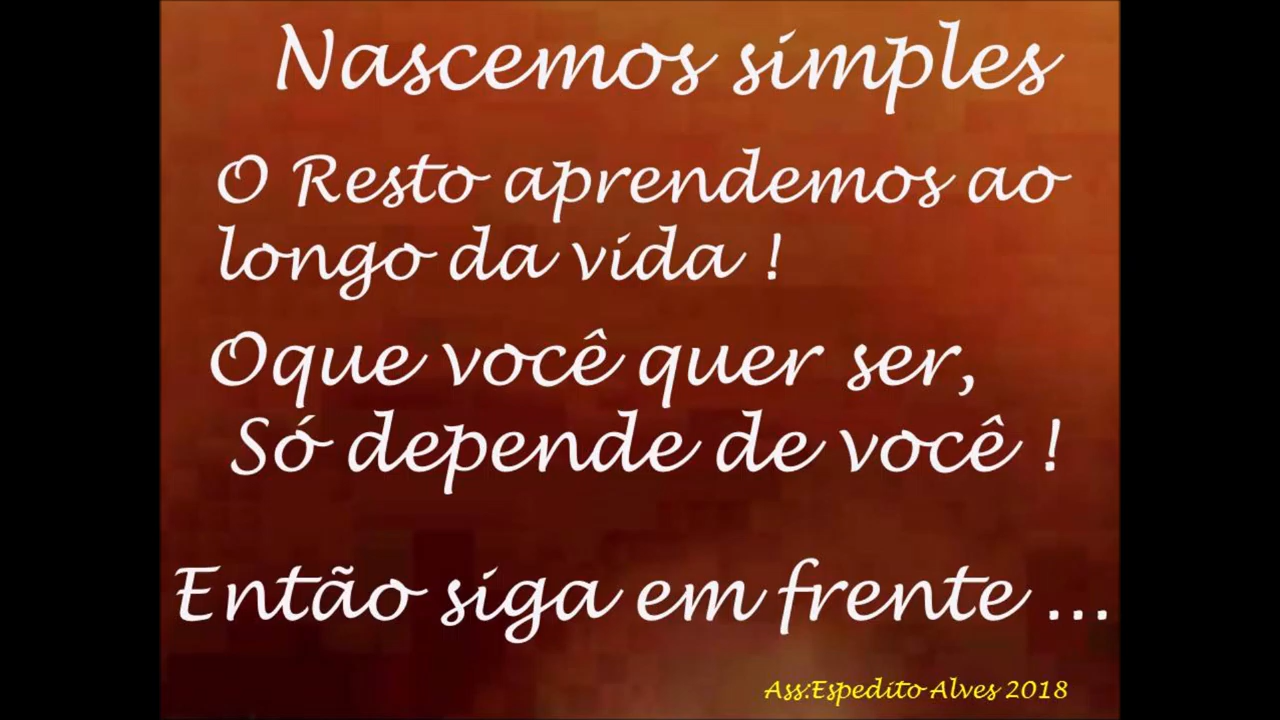 Nascemos simples
O Resto aprendemos ao
longo da vida !
Oque você quer ser,
Só depende de você !
Então siga em frente ...
Ass:Espedito Alves 2018